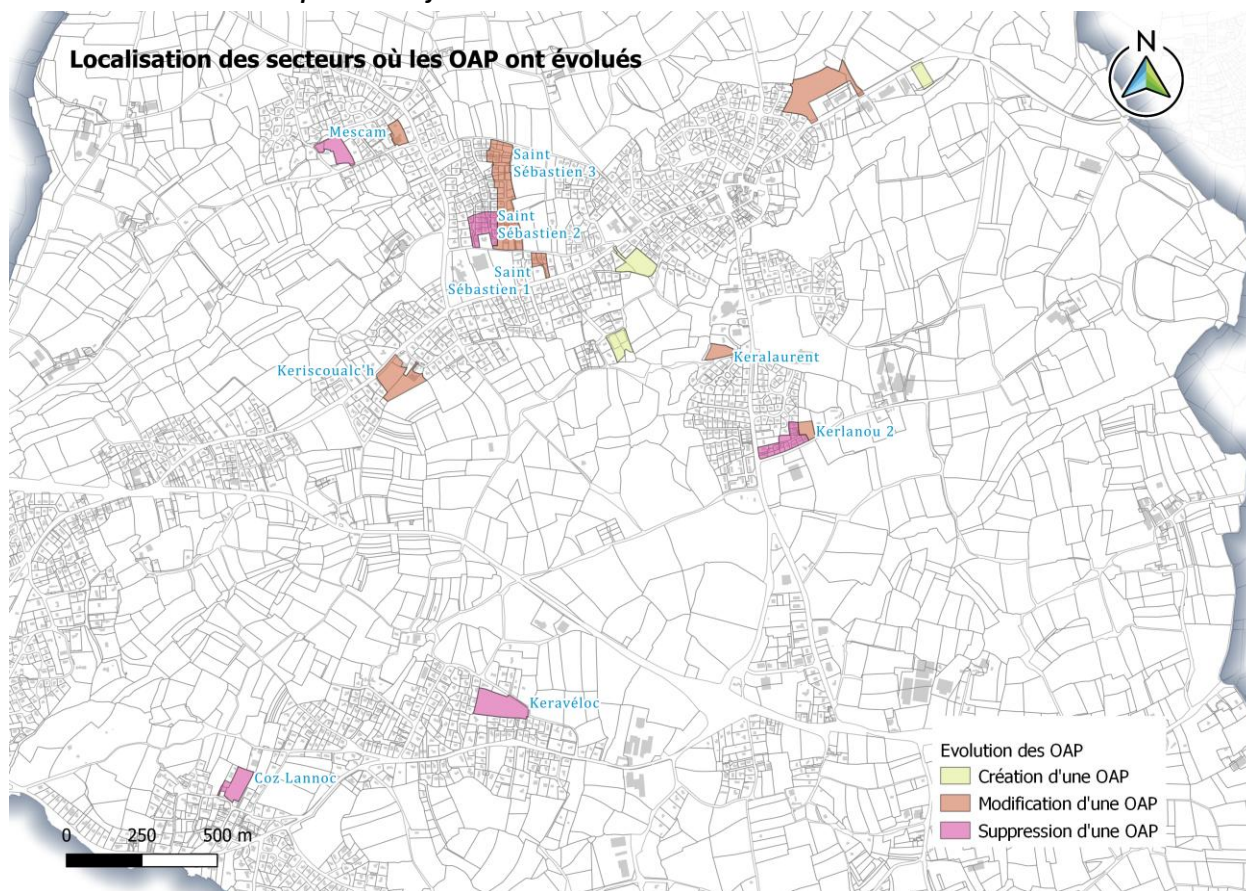 Localisation des secteurs où les OAP ont évolués
N
Mescam
Saint
Sébastien 3
Saint
Sébastien 2
Saint
Sébastien 1
Keriscoualc'h
Keralaurent
Kerlanou 2
Keravéloc
Coz Lannoc
Evolution des OAP
Création d'une OAP
Modification d'une OAP
Suppression d'une OAP
0 250 500 m